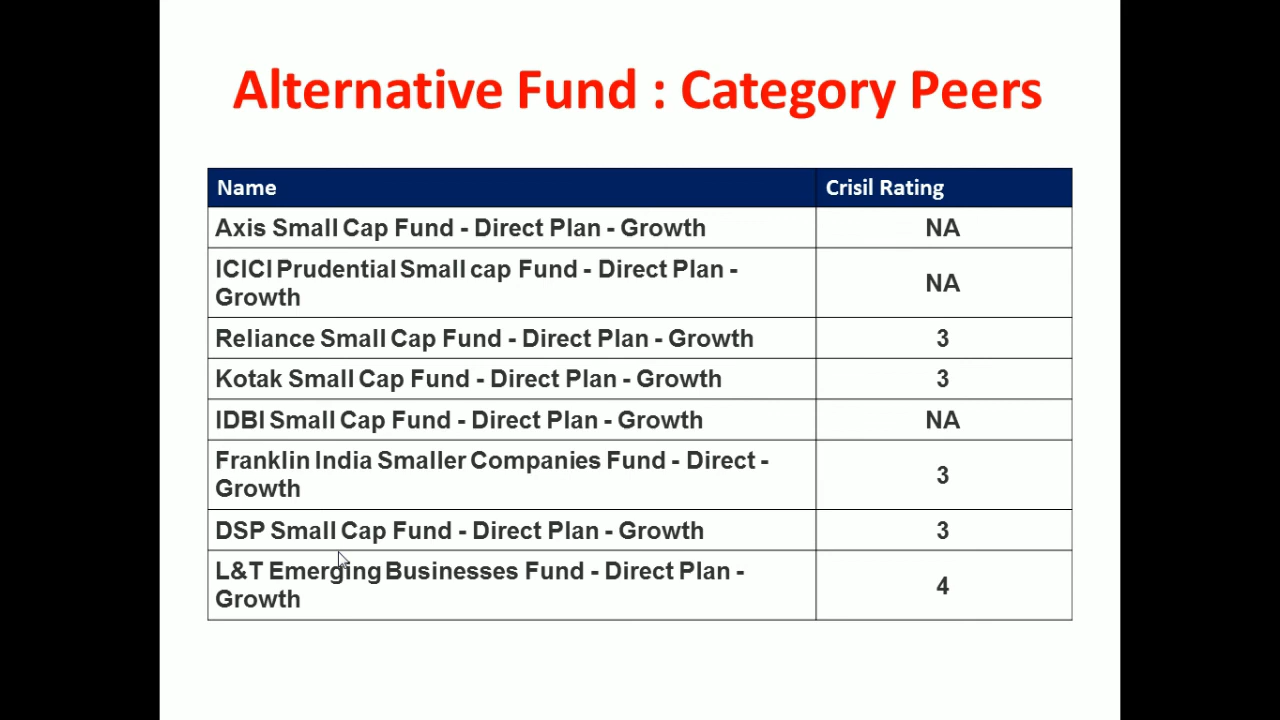 Alternative Fund : Category Peers
Name Crisil Rating
Axis Small Cap Fund - Direct Plan - Growth NA
ICICI Prudential Small cap Fund - Direct Plan -
Growth NA
Reliance Small Cap Fund - Direct Plan - Growth 3
Kotak Small Cap Fund - Direct Plan - Growth 3
IDBI Small Cap Fund - Direct Plan - Growth NA
Franklin India Smaller Companies Fund - Direct -
Growth 3
DSP Small Cap Fund - Direct Plan - Growth 3
L&T Emerging Businesses Fund - Direct Plan -
Growth 4